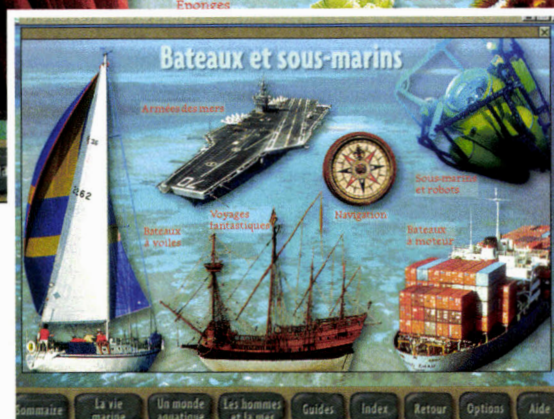 Eponges
Bateaux et sous-marins
Armées des mers
Sous-marins
et robots
Voyages
fantastiques
Navigation
Bateaux
à voiles
Bateaux
à moteur
Sommaire
La vie
marine
Un monde
aquatique
Les hommes
et la mer
Guides
Index
Retour
Options
Aide